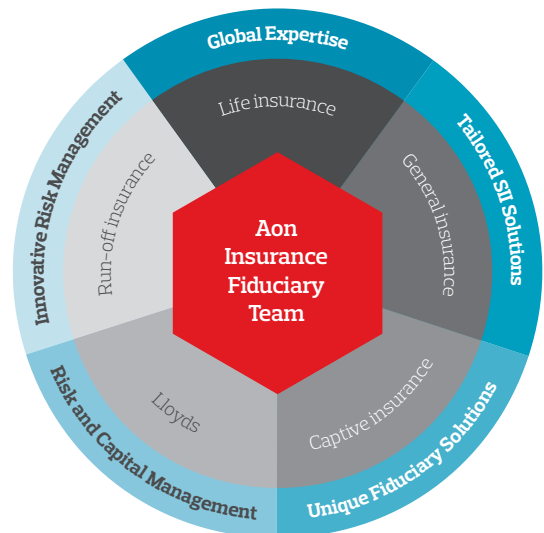 Global Expertise
Life insurance
Tailored SII Solutions
General insurance
Unique Fiduciary Solutions
Captive insurance
Risk and Capital Management
Lloyds
Innovative Risk Management
Run-off insurance
Aon
Insurance
Fiduciary
Team